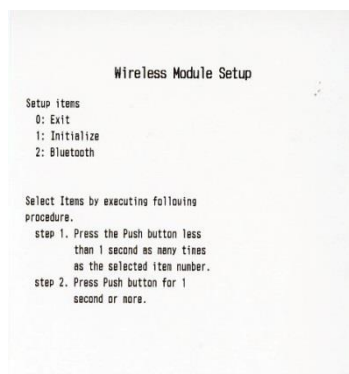 Wireless Module Setup
Setup items
0: Exit
1: Initialize
2: Bluetooth
Select Items by executing following
procedure.
step 1. Press the Push button less
than 1 second as many times
as the selected item number.
step 2. Press Push button for 1
second or more.